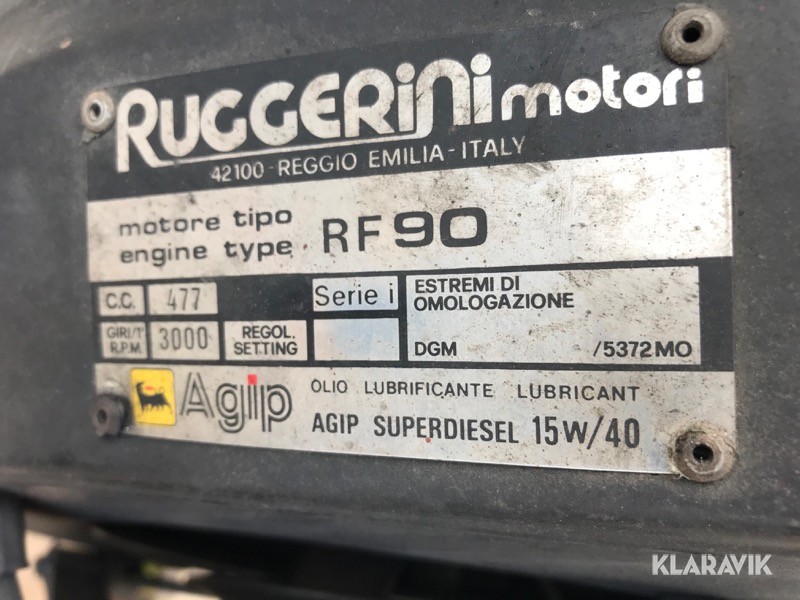 RUGGERINI motori
42100-REGGIO EMILIA-ITALY
motore tipo
engine type RF90
C.C. 477 Serie i
GIRI/1'
R.P.M. 3000
REGOL.
SETTING
ESTREMI DI
OMOLOGAZIONE
DGM /5372MO
Agip
OLIO LUBRIFICANTE LUBRICANT
AGIP SUPERDIESEL 15W/40
KLARAVIK